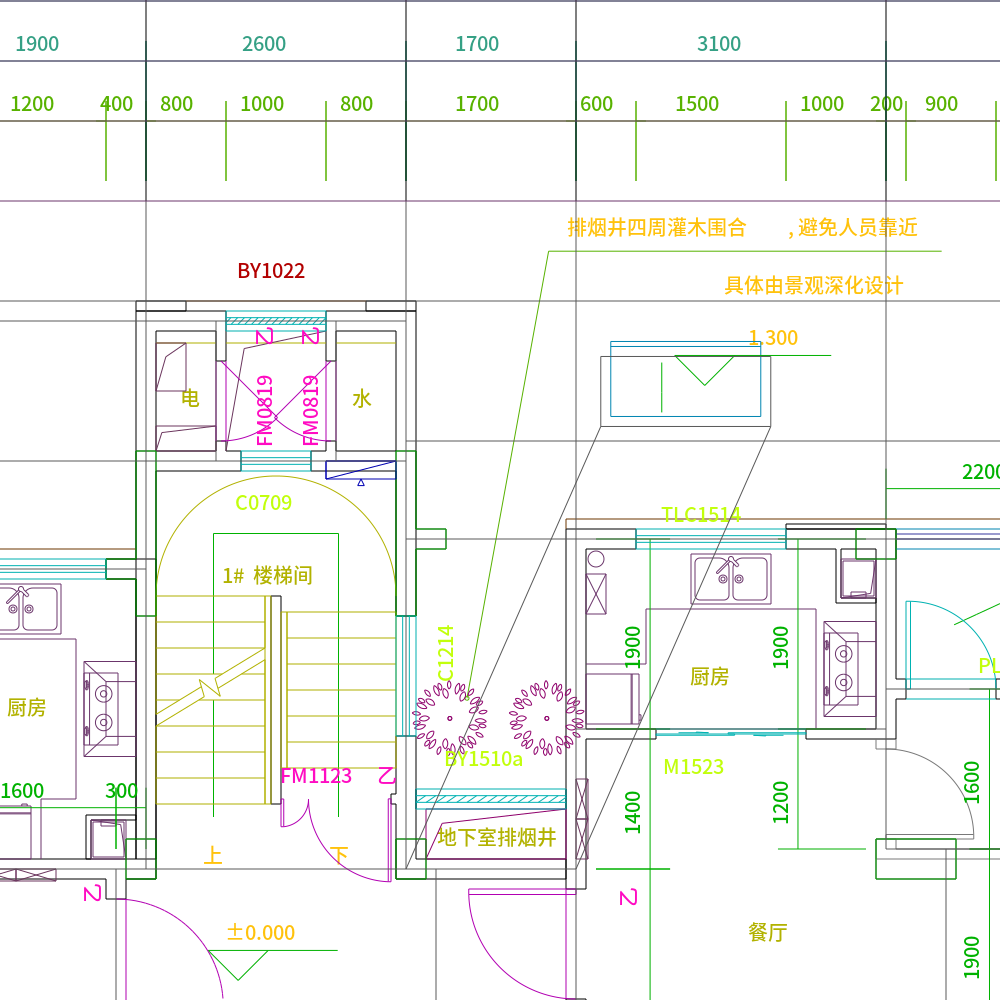 1900 2600 1700 3100
1200 400 800 1000 800 1700 600 1500 1000 200 900
排烟井四周灌木围合 , 避免人员靠近
BY1022
具体由景观深化设计
1.300
乙 乙
FM0819 FM0819
电 水
2200
C0709
TLC1514
1# 楼梯间
C1214
1900 1900
厨房
厨房
BY1510a
M1523
FM1123 乙
1600 300
1400 1200 1600
地下室排烟井
上 下
乙
乙
±0.000
餐厅
1900